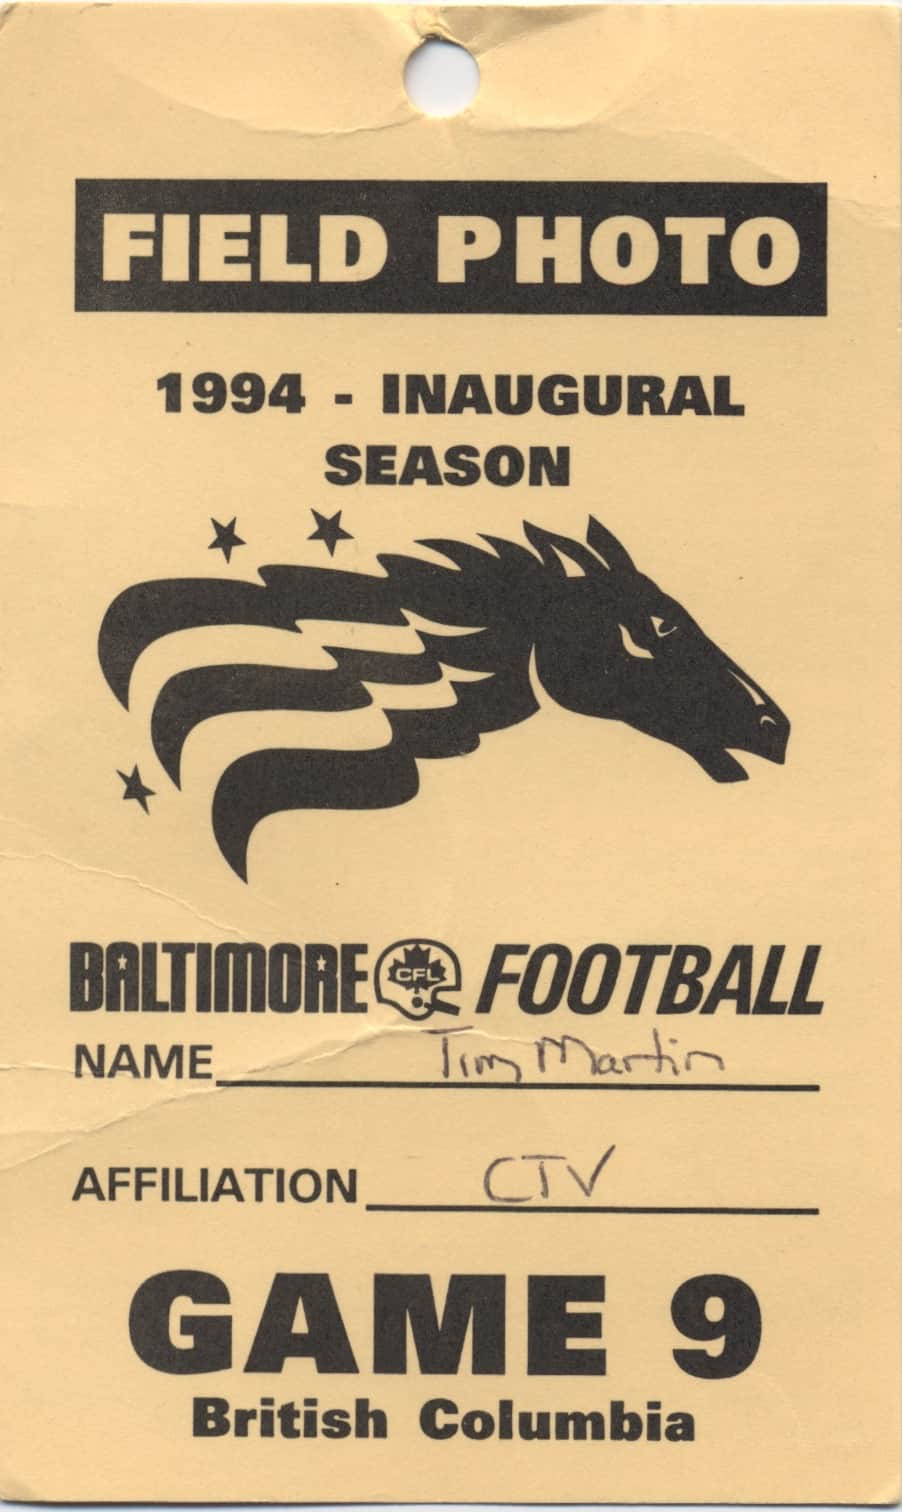 FIELD PHOTO
1994 - INAUGURAL
SEASON
BALTIMORE CFL FOOTBALL
NAME Tim Martin
AFFILIATION CTV
GAME 9
British Columbia